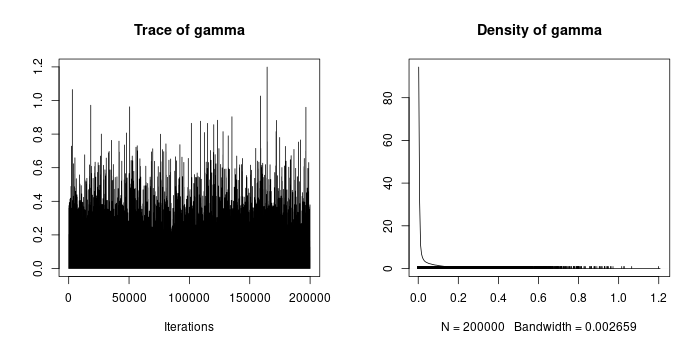 Trace of gamma
1.2
1.0
0.8
0.6
0.4
0.2
0.0
0 50000 100000 150000 200000
Iterations
Density of gamma
80
60
40
20
0
0.0 0.2 0.4 0.6 0.8 1.0 1.2
N = 200000 Bandwidth = 0.002659